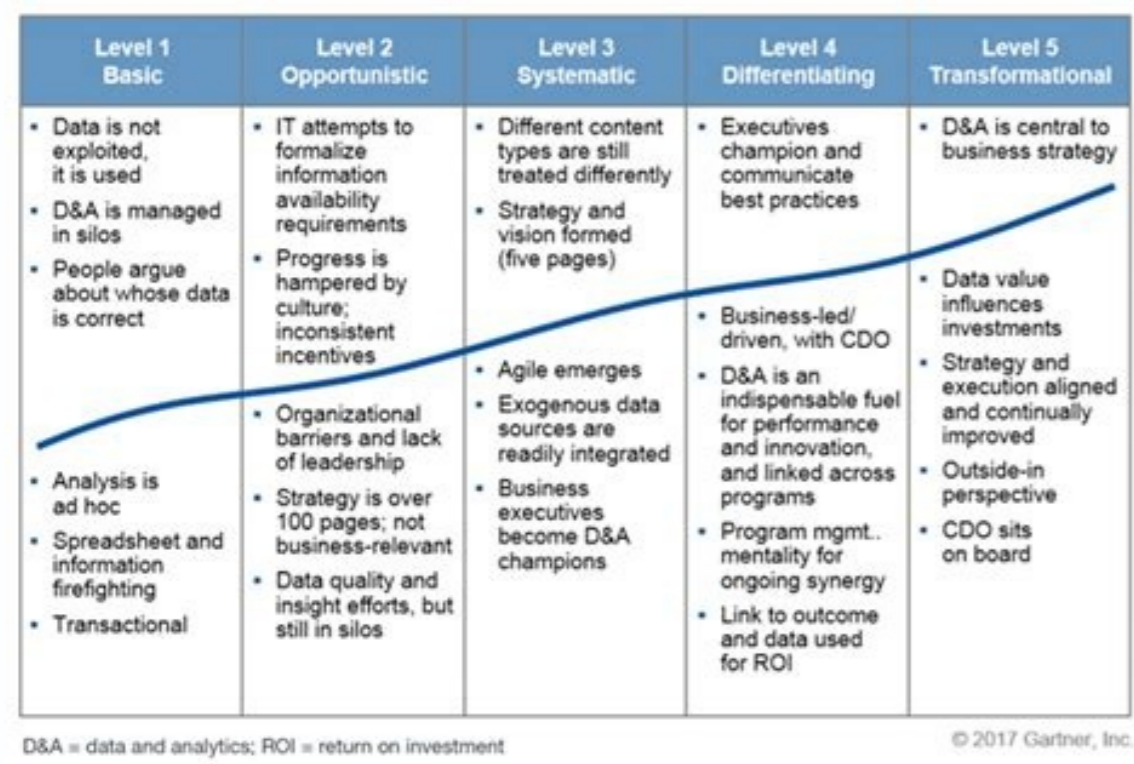 Level 1
Basic
Level 2
Opportunistic
Level 3
Systematic
Level 4
Differentiating
Level 5
Transformational
• Data is not
exploited,
it is used
• D&A is managed
in silos
• People argue
about whose data
is correct
• Analysis is
ad hoc
• Spreadsheet and
information
firefighting
• Transactional
• IT attempts to
formalize
information
availability
requirements
• Progress is
hampered by
culture;
inconsistent
incentives
• Organizational
barriers and lack
of leadership
• Strategy is over
100 pages; not
business-relevant
• Data quality and
insight efforts, but
still in silos
• Different content
types are still
treated differently
• Strategy and
vision formed
(five pages)
• Agile emerges
• Exogenous data
sources are
readily integrated
• Business
executives
become D&A
champions
• Executives
champion and
communicate
best practices
• Business-led/
driven, with CDO
• D&A is an
indispensable fuel
for performance
and innovation,
and linked across
programs
• Program mgmt..
mentality for
ongoing synergy
• Link to outcome
and data used
for ROI
• D&A is central to
business strategy
• Data value
influences
investments
• Strategy and
execution aligned
and continually
improved
• Outside-in
perspective
• CDO sits
on board
D&A = data and analytics; ROI = return on investment
© 2017 Gartner, Inc.